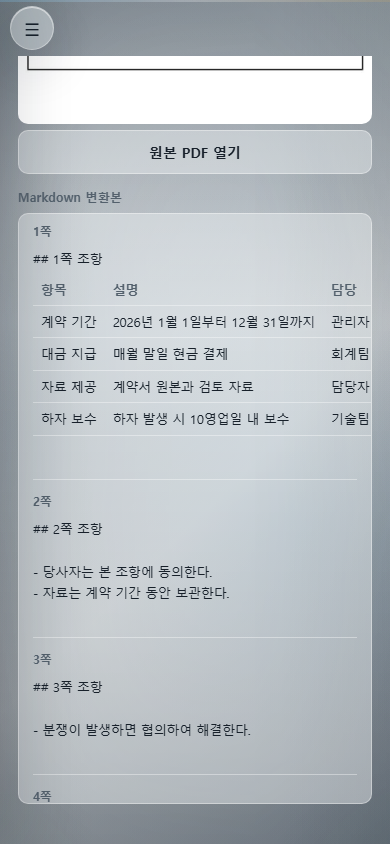 ☰
원본 PDF 열기
Markdown 변환본
1쪽
## 1쪽 조항
항목 설명 담당
계약 기간 2026년 1월 1일부터 12월 31일까지 관리자
대금 지급 매월 말일 현금 결제 회계팀
자료 제공 계약서 원본과 검토 자료 담당자
하자 보수 하자 발생 시 10영업일 내 보수 기술팀
2쪽
## 2쪽 조항
- 당사자는 본 조항에 동의한다.
- 자료는 계약 기간 동안 보관한다.
3쪽
## 3쪽 조항
- 분쟁이 발생하면 협의하여 해결한다.
4쪽